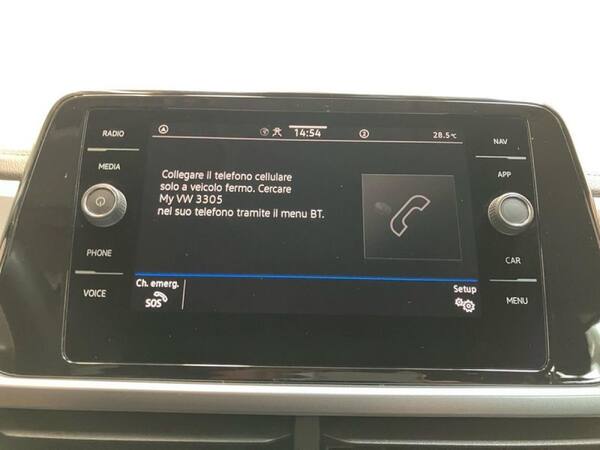 RADIO
14:54
28.5°C
NAV
MEDIA
APP
Collegare il telefono cellulare
solo a veicolo fermo. Cercare
My VW 3305
nel suo telefono tramite il menu BT.
PHONE
CAR
VOICE
Ch. emerg.
SOS
Setup
MENU